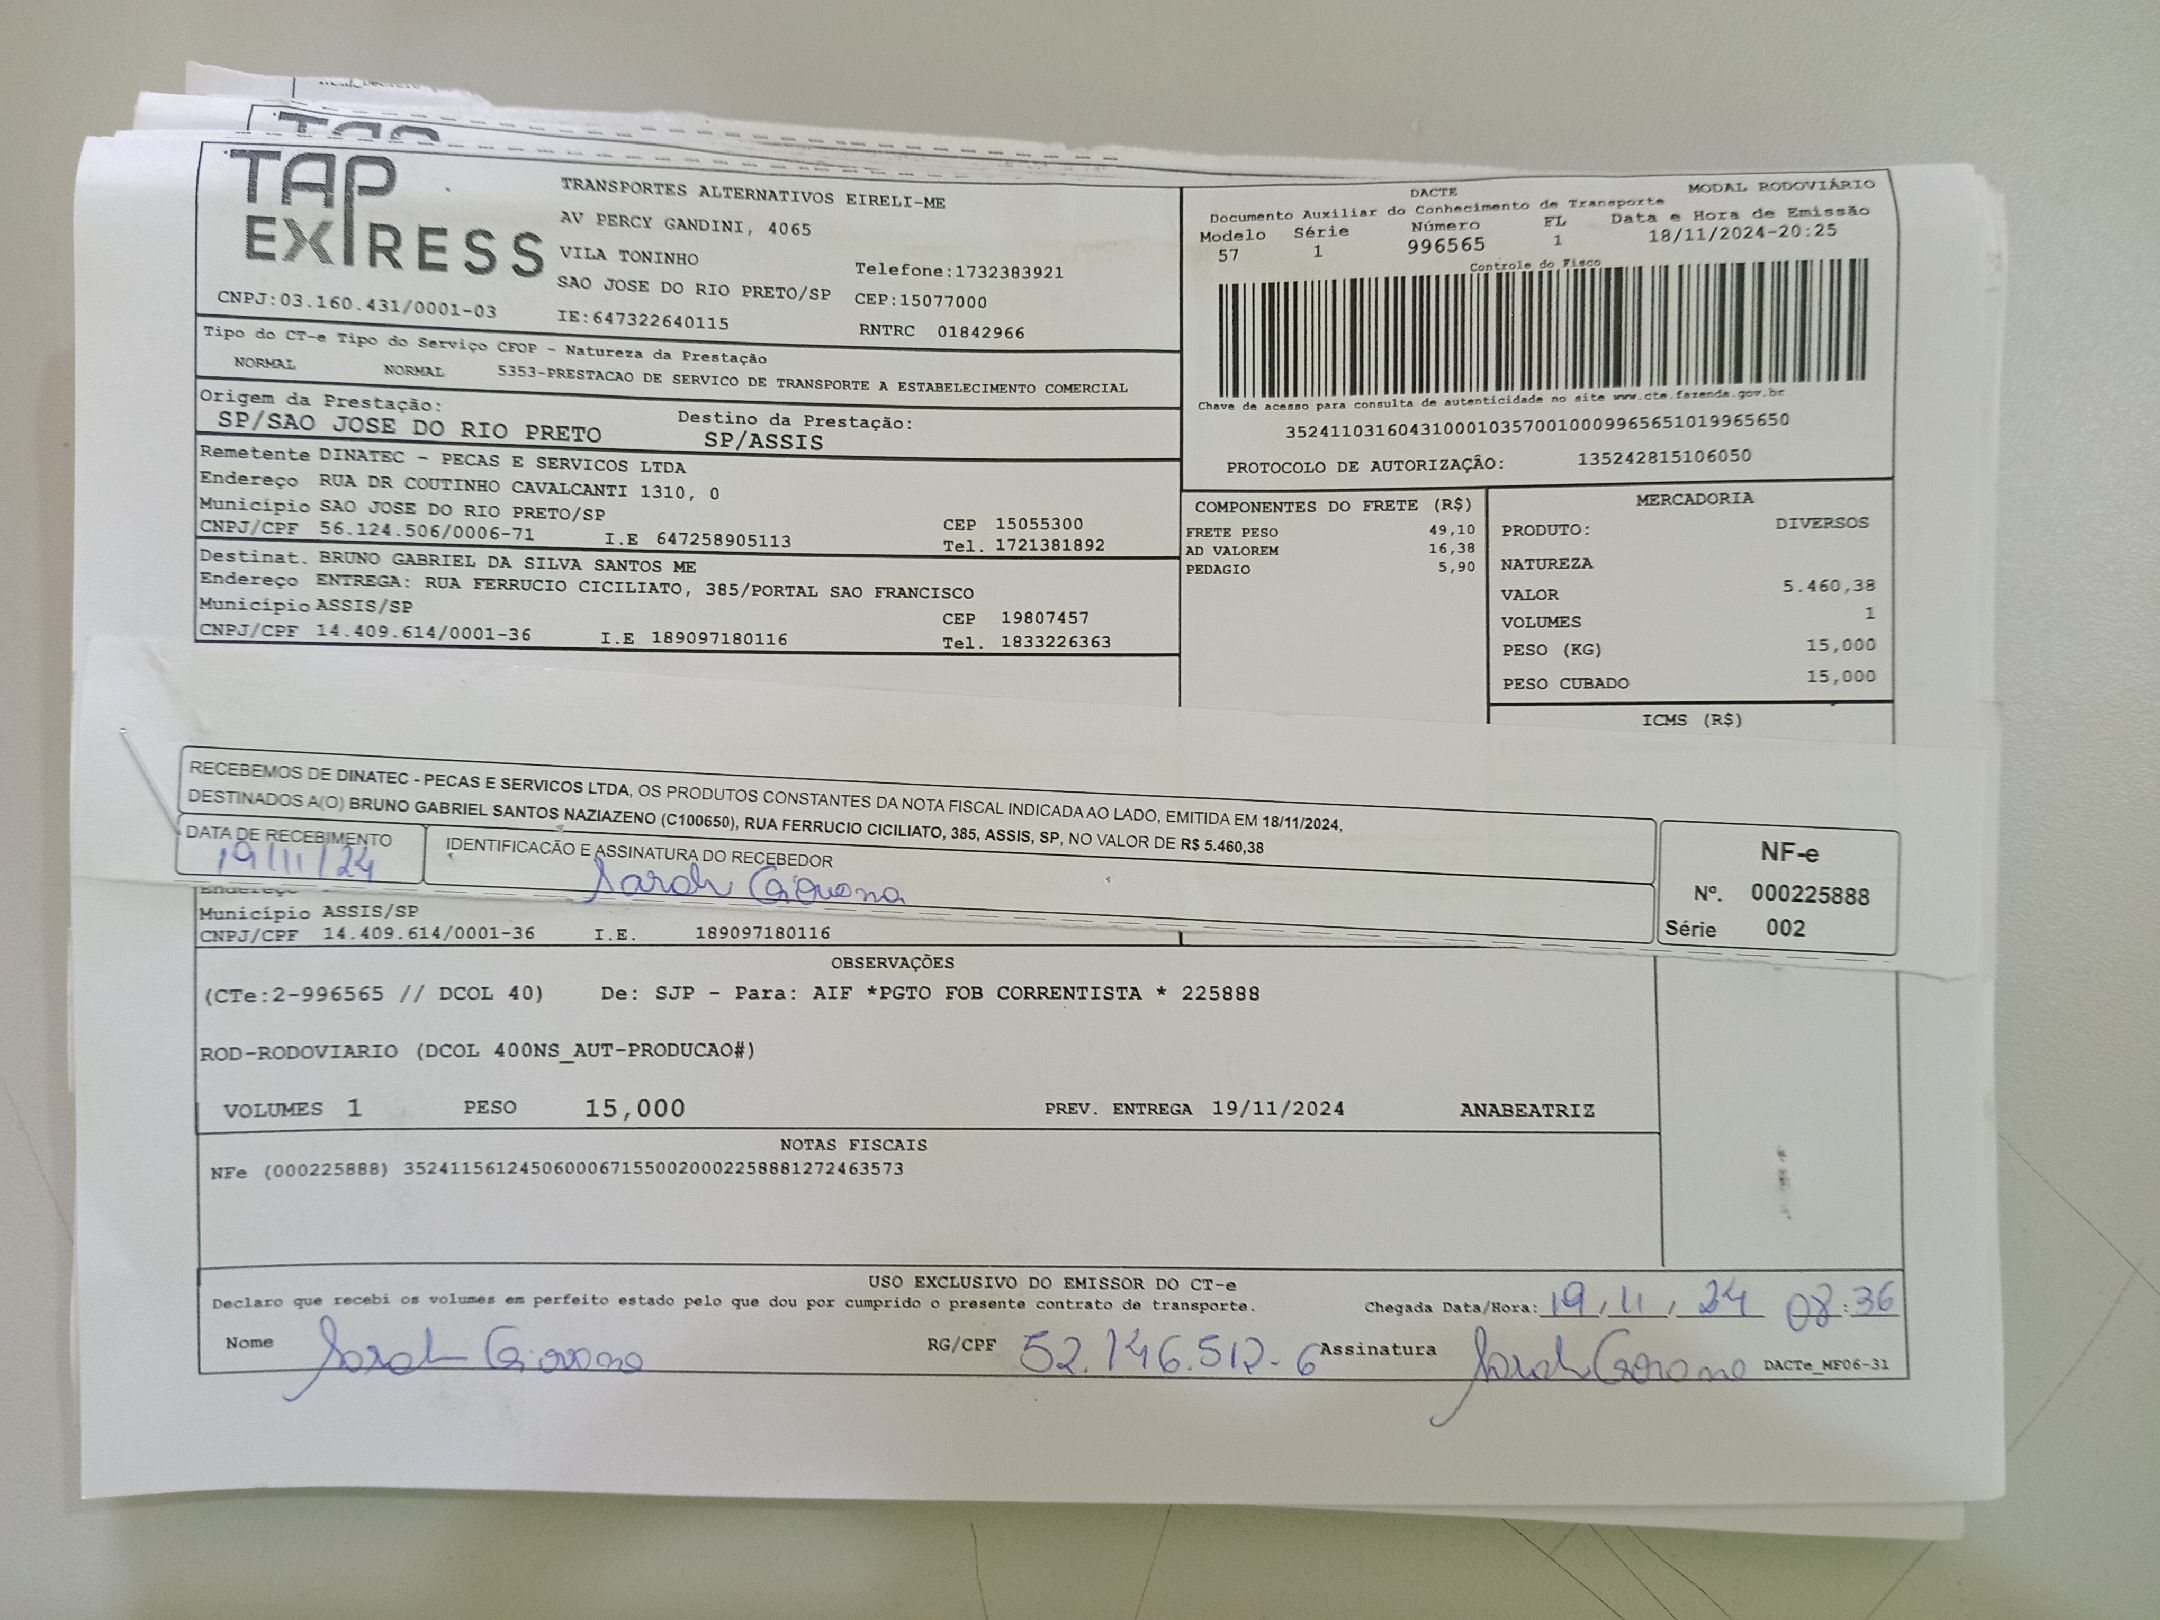 TAP
EXPRESS
TRANSPORTES ALTERNATIVOS EIRELI-ME
AV PERCY GANDINI, 4065
VILA TONINHO
Telefone:1732383921
SAO JOSE DO RIO PRETO/SP CEP:15077000
CNPJ:03.160.431/0001-03 IE:647322640115 RNTRC 01842966
DACTE MODAL RODOVIÁRIO
Documento Auxiliar do Conhecimento de Transporte
Modelo Série Número FL Data e Hora de Emissão
57 1 996565 1 18/11/2024-20:25
Controle do Fisco
Chave de acesso para consulta de autenticidade no site www.cte.fazenda.gov.br
35241103160431000103570010009965651019965650
PROTOCOLO DE AUTORIZAÇÃO: 135242815106050
Tipo do CT-e Tipo do Serviço CFOP - Natureza da Prestação
NORMAL NORMAL 5353-PRESTACAO DE SERVICO DE TRANSPORTE A ESTABELECIMENTO COMERCIAL
Origem da Prestação: Destino da Prestação:
SP/SAO JOSE DO RIO PRETO SP/ASSIS
Remetente DINATEC - PECAS E SERVICOS LTDA
Endereço RUA DR COUTINHO CAVALCANTI 1310, 0
Município SAO JOSE DO RIO PRETO/SP CEP 15055300
CNPJ/CPF 56.124.506/0006-71 I.E 647258905113 Tel. 1721381892
Destinat. BRUNO GABRIEL DA SILVA SANTOS ME
Endereço ENTREGA: RUA FERRUCIO CICILIATO, 385/PORTAL SAO FRANCISCO
Município ASSIS/SP CEP 19807457
CNPJ/CPF 14.409.614/0001-36 I.E 189097180116 Tel. 1833226363
COMPONENTES DO FRETE (R$)
FRETE PESO 49,10
AD VALOREM 16,38
PEDAGIO 5,90
MERCADORIA
PRODUTO: DIVERSOS
NATUREZA
VALOR 5.460,38
VOLUMES 1
PESO (KG) 15,000
PESO CUBADO 15,000
ICMS (R$)
RECEBEMOS DE DINATEC - PECAS E SERVICOS LTDA, OS PRODUTOS CONSTANTES DA NOTA FISCAL INDICADA AO LADO, EMITIDA EM 18/11/2024,
DESTINADOS A(O) BRUNO GABRIEL SANTOS NAZIAZENO (C100650), RUA FERRUCIO CICILIATO, 385, ASSIS, SP, NO VALOR DE R$ 5.460,38
DATA DE RECEBIMENTO IDENTIFICAÇÃO E ASSINATURA DO RECEBEDOR
19/11/24 Sarah Giovana
NF-e
Nº. 000225888
Série 002
Endereço
Município ASSIS/SP
CNPJ/CPF 14.409.614/0001-36 I.E. 189097180116
OBSERVAÇÕES
(CTe:2-996565 // DCOL 40) De: SJP - Para: AIF *PGTO FOB CORRENTISTA * 225888
ROD-RODOVIARIO (DCOL 400NS_AUT-PRODUCAO#)
VOLUMES 1 PESO 15,000 PREV. ENTREGA 19/11/2024 ANABEATRIZ
NOTAS FISCAIS
NFe (000225888) 35241156124506000671550020002258881272463573
USO EXCLUSIVO DO EMISSOR DO CT-e
Declaro que recebi os volumes em perfeito estado pelo que dou por cumprido o presente contrato de transporte. Chegada Data/Hora: 19/11/24 08:36
Nome Sarah Giovana RG/CPF 52.146.512-6 Assinatura Sarah Giovana DACTe_MF06-31